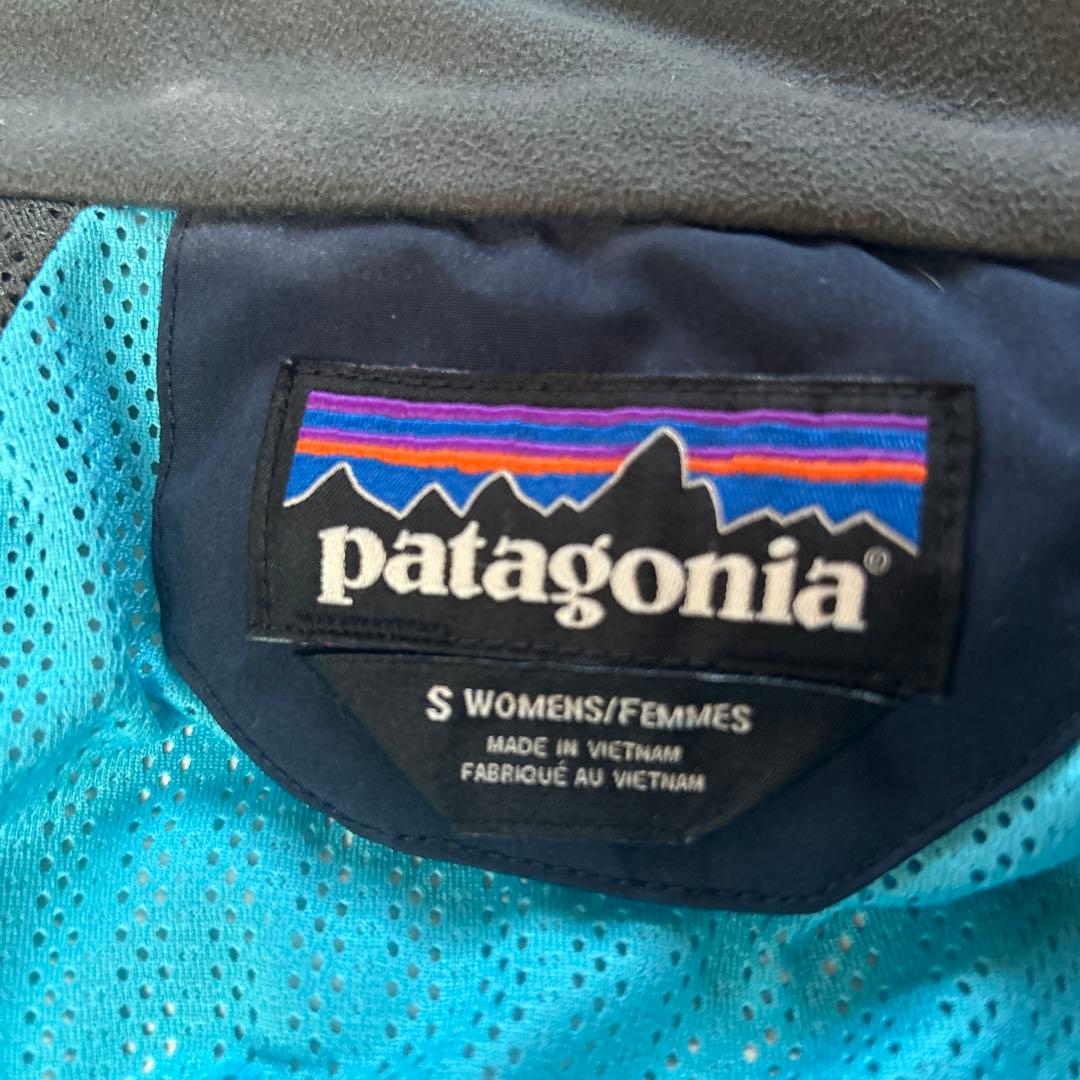 patagonia®
S WOMENS/FEMMES
MADE IN VIETNAM
FABRIQUÉ AU VIETNAM